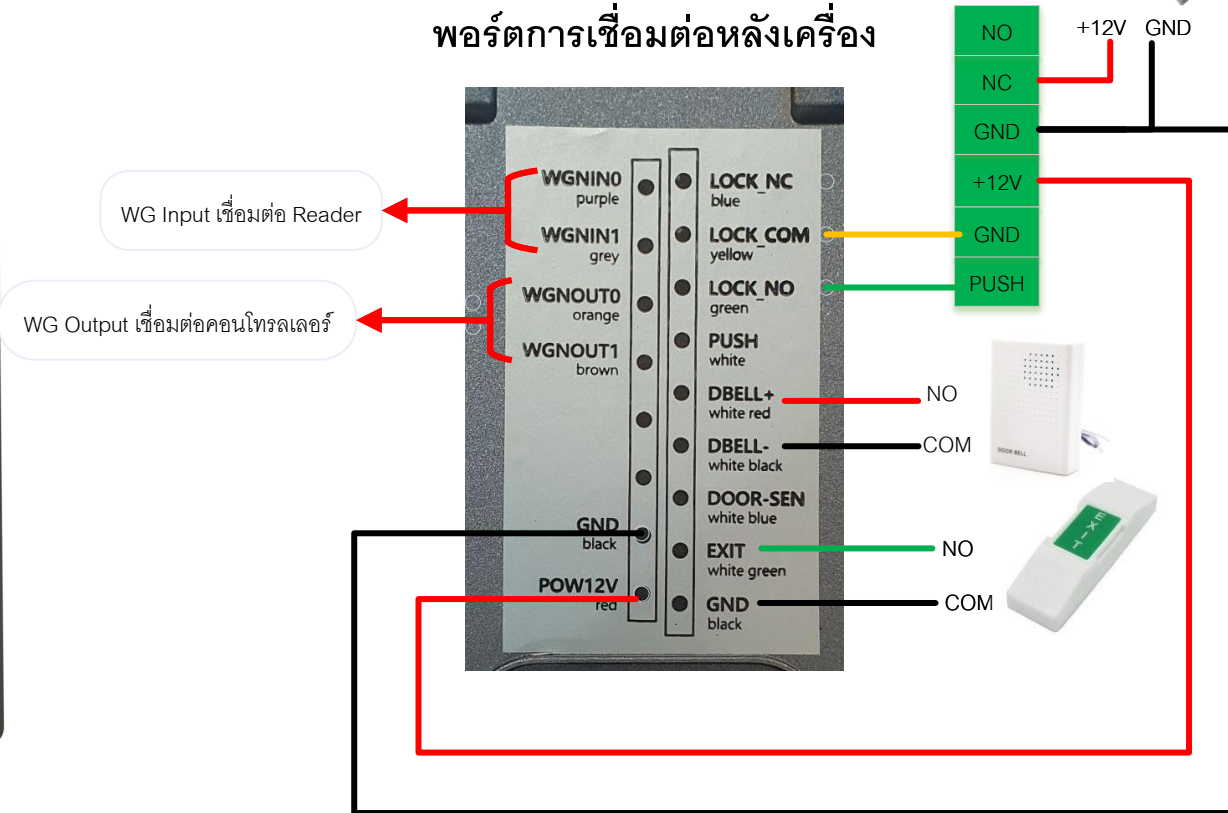 พอร์ตการเชื่อมต่อหลังเครื่อง
NO
NC
GND
+12V
GND
PUSH
+12V GND
WG Input เชื่อมต่อ Reader
WG Output เชื่อมต่อคอนโทรลเลอร์
WGNIN0
purple
WGNIN1
grey
WGNOUT0
orange
WGNOUT1
brown
GND
black
POW12V
red
LOCK_NC
blue
LOCK_COM
yellow
LOCK_NO
green
PUSH
white
DBELL+
white red
DBELL-
white black
DOOR-SEN
white blue
EXIT
white green
GND
black
NO
COM
NO
COM
DOOR BELL
EXIT